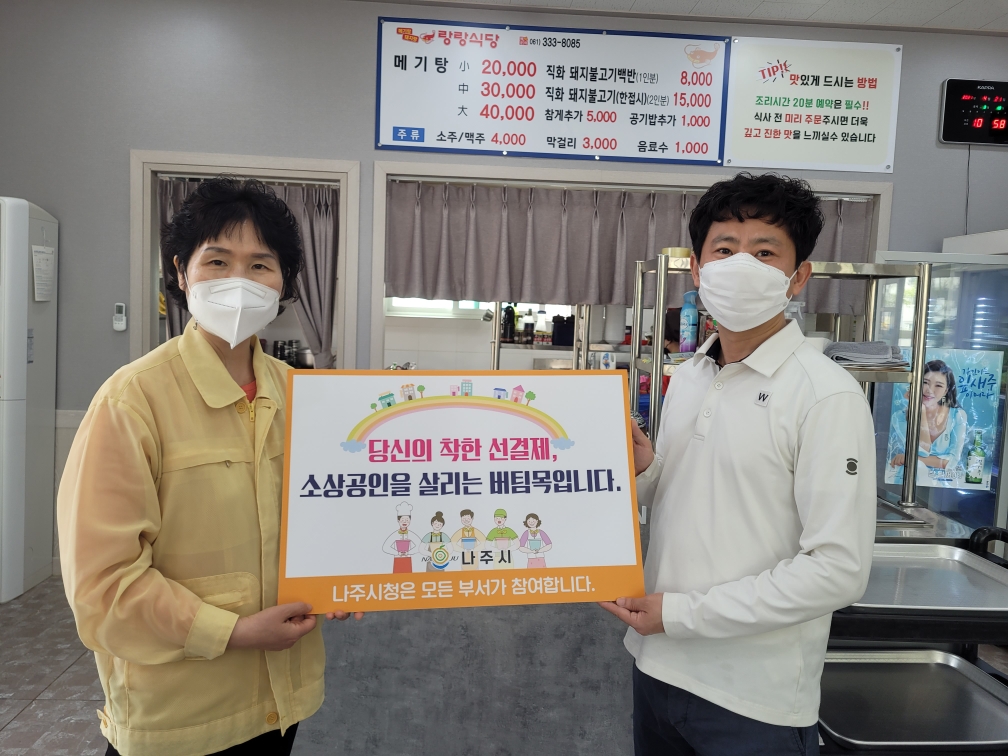 랑랑식당 061) 333-8085
메기탕 小 20,000
中 30,000
大 40,000
직화 돼지불고기백반(1인분) 8,000
직화 돼지불고기(한접시)(2인분) 15,000
참게추가 5,000 공기밥추가 1,000
주류 소주/맥주 4,000 막걸리 3,000 음료수 1,000
TIP!! 맛있게 드시는 방법
조리시간 20분 예약은 필수!!
식사 전 미리 주문주시면 더욱
깊고 진한 맛을 느끼실수 있습니다
KAPPA
10 58
당신의 착한 선결제,
소상공인을 살리는 버팀목입니다.
나주시
나주시청은 모든 부서가 참여합니다.
W
잎새주